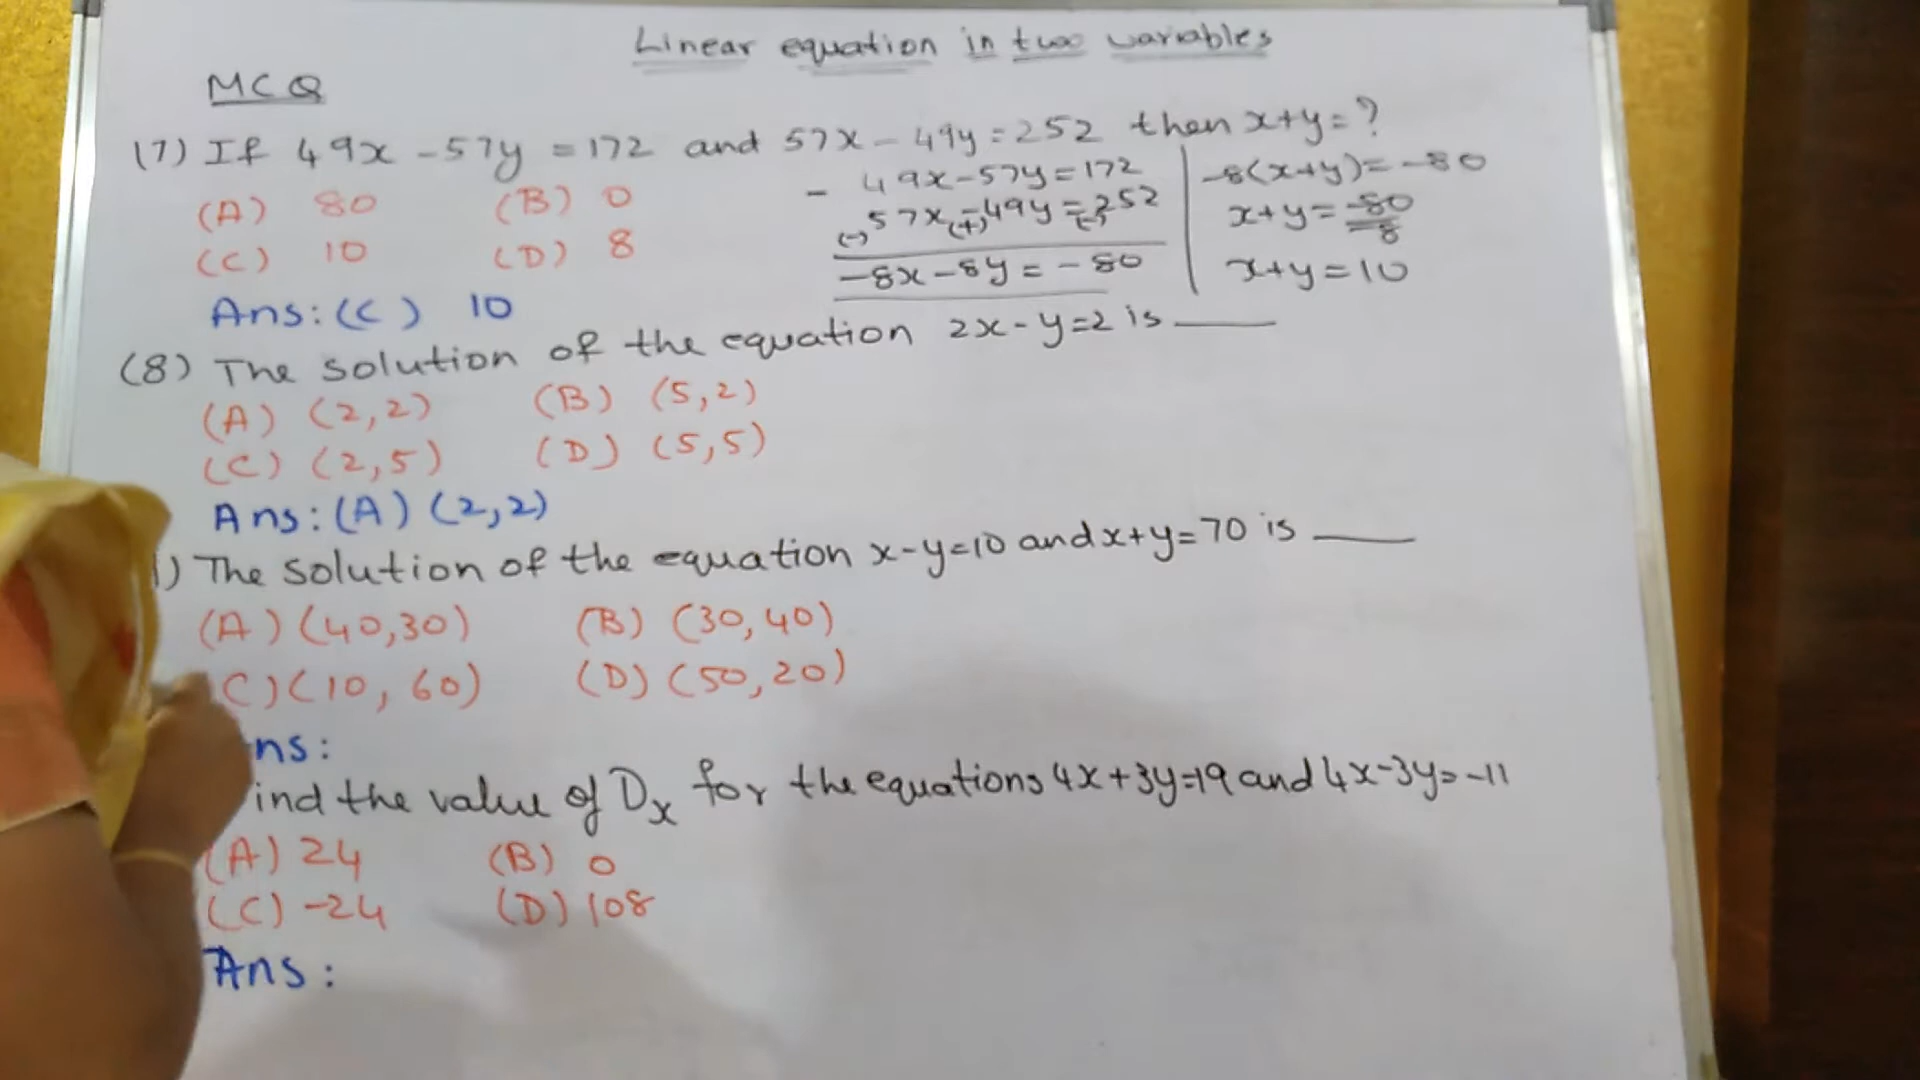 Linear equation in two variables
MCQ
(7) If 49x - 57y = 172 and 57x - 49y = 252 then x+y = ?
(A) 80 (B) 0
(C) 10 (D) 8
Ans: (C) 10
- 49x - 57y = 172
57x - 49y = 252
(-) (+) (-)
-8x - 8y = -80
-8(x+y) = -80
x+y = -80/-8
x+y = 10
(8) The solution of the equation 2x - y = 2 is ____
(A) (2,2) (B) (5,2)
(C) (2,5) (D) (5,5)
Ans: (A) (2,2)
) The solution of the equation x-y=10 and x+y=70 is ____
(A) (40,30) (B) (30,40)
C) (10, 60) (D) (50,20)
ns:
ind the value of Dx for the equations 4x+3y=19 and 4x-3y=-11
(A) 24 (B) 0
(C) -24 (D) 108
Ans: